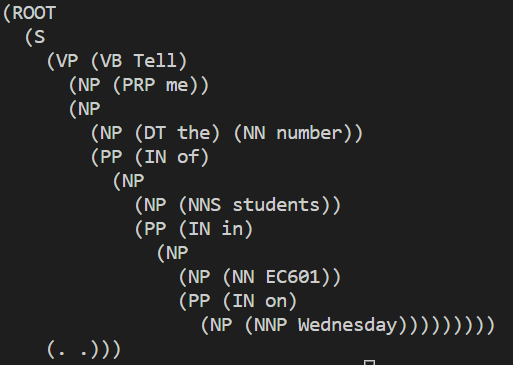 (ROOT
  (S
    (VP (VB Tell)
      (NP (PRP me))
      (NP
        (NP (DT the) (NN number))
        (PP (IN of)
          (NP
            (NP (NNS students))
            (PP (IN in)
              (NP
                (NP (NN EC601))
                (PP (IN on)
                  (NP (NNP Wednesday)))))))))
    (. .)))